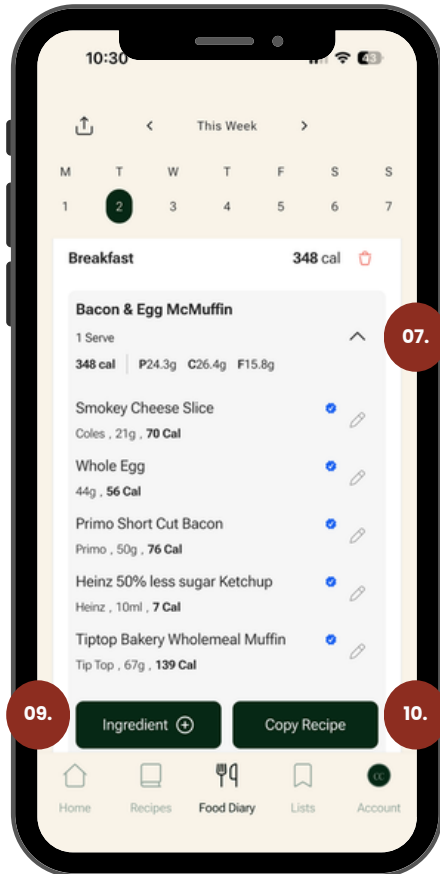 10:30
43
This Week
M T W T F S S
1 2 3 4 5 6 7
Breakfast 348 cal
Bacon & Egg McMuffin
1 Serve
07.
348 cal P24.3g C26.4g F15.8g
Smokey Cheese Slice
Coles , 21g , 70 Cal
Whole Egg
44g , 56 Cal
Primo Short Cut Bacon
Primo , 50g , 76 Cal
Heinz 50% less sugar Ketchup
Heinz , 10ml , 7 Cal
Tiptop Bakery Wholemeal Muffin
Tip Top , 67g , 139 Cal
09. Ingredient Copy Recipe 10.
Home Recipes Food Diary Lists Account